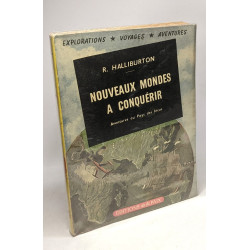 EXPLORATIONS ★ VOYAGES ★ AVENTURES
R. HALLIBURTON
NOUVEAUX MONDES
A CONQUÉRIR